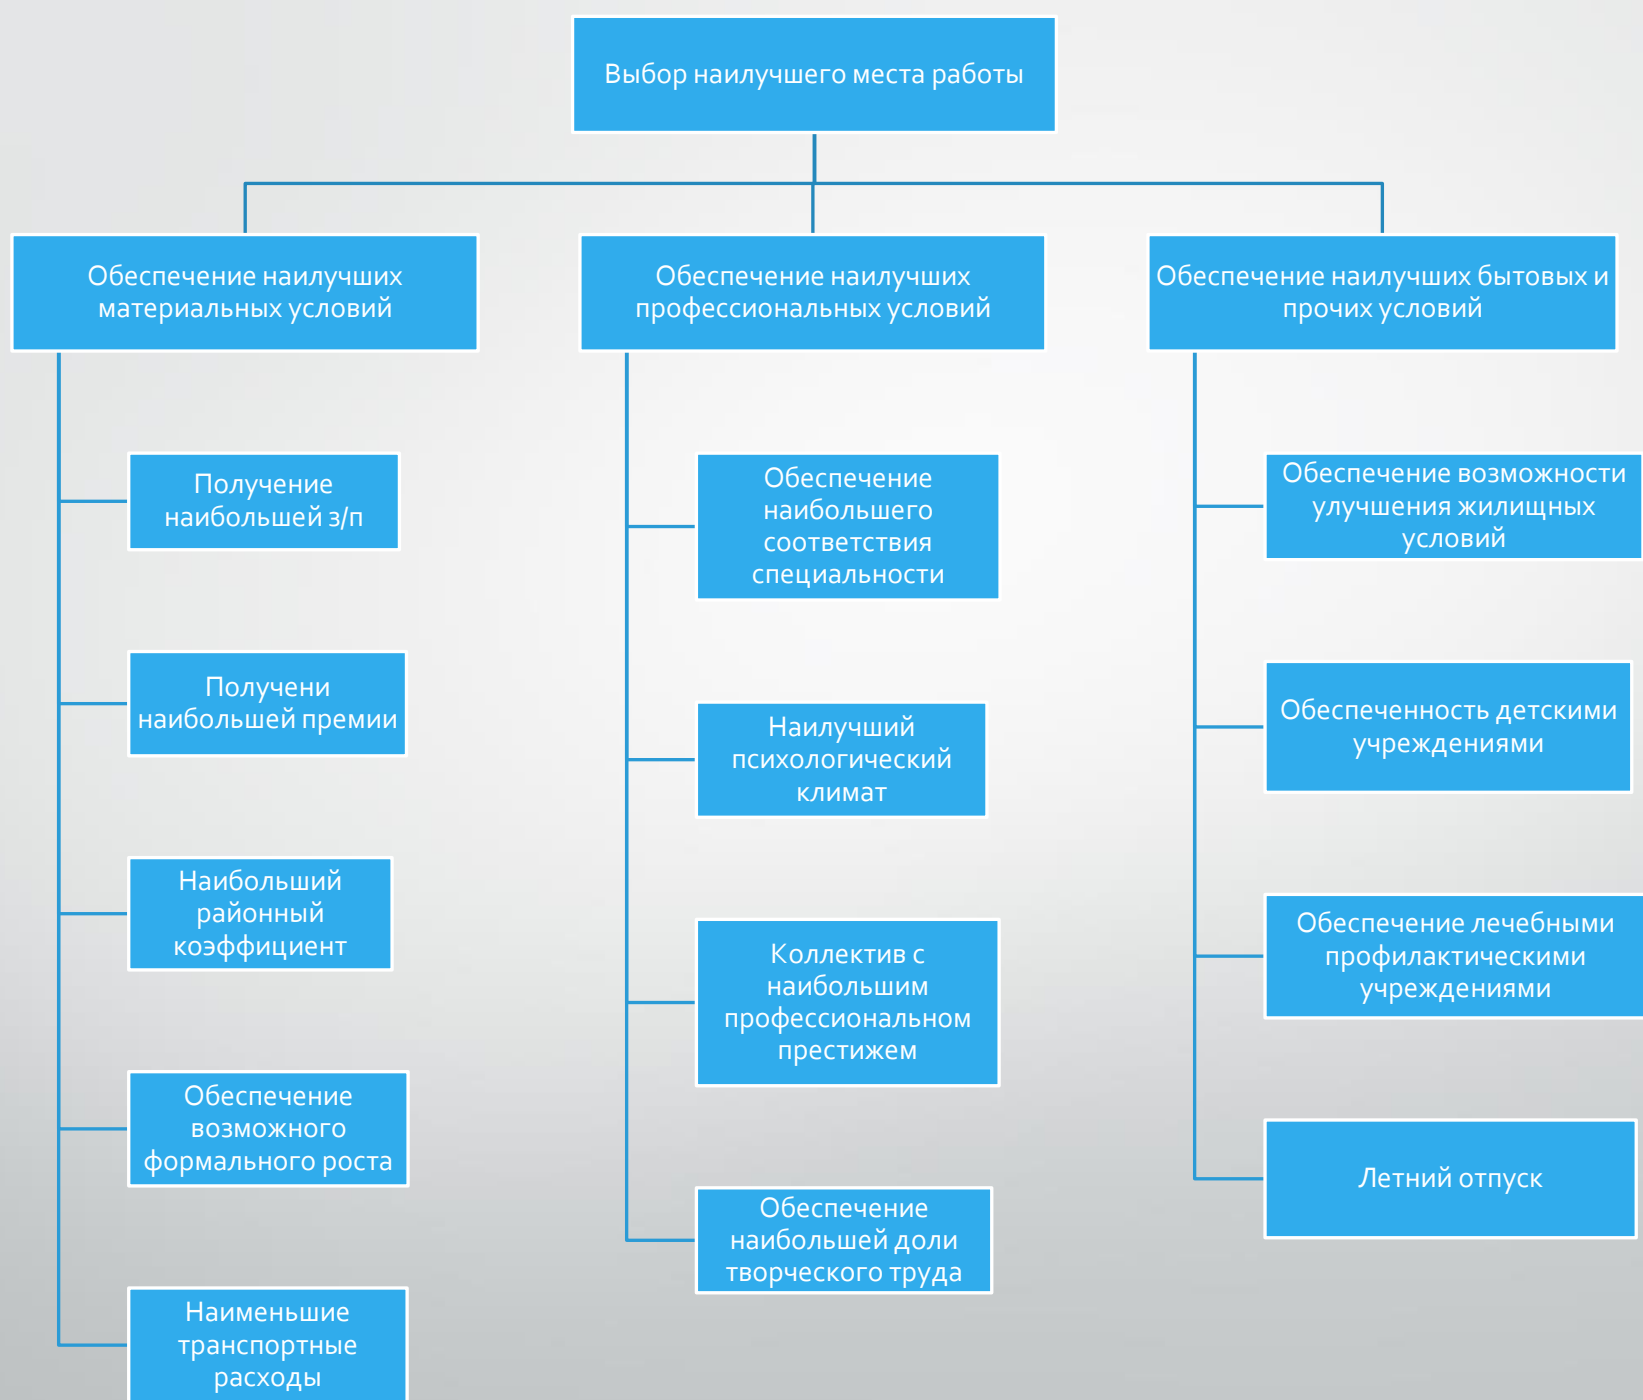 Выбор наилучшего места работы
Обеспечение наилучших
материальных условий
Получение
наибольшей з/п
Получени
наибольшей премии
Наибольший
районный
коэффициент
Обеспечение
возможного
формального роста
Наименьшие
транспортные
расходы
Обеспечение наилучших
профессиональных условий
Обеспечение
наибольшего
соответствия
специальности
Наилучший
психологический
климат
Коллектив с
наибольшим
профессиональном
престижем
Обеспечение
наибольшей доли
творческого труда
Обеспечение наилучших бытовых и
прочих условий
Обеспечение возможности
улучшения жилищных
условий
Обеспеченность детскими
учреждениями
Обеспечение лечебными
профилактическими
учреждениями
Летний отпуск